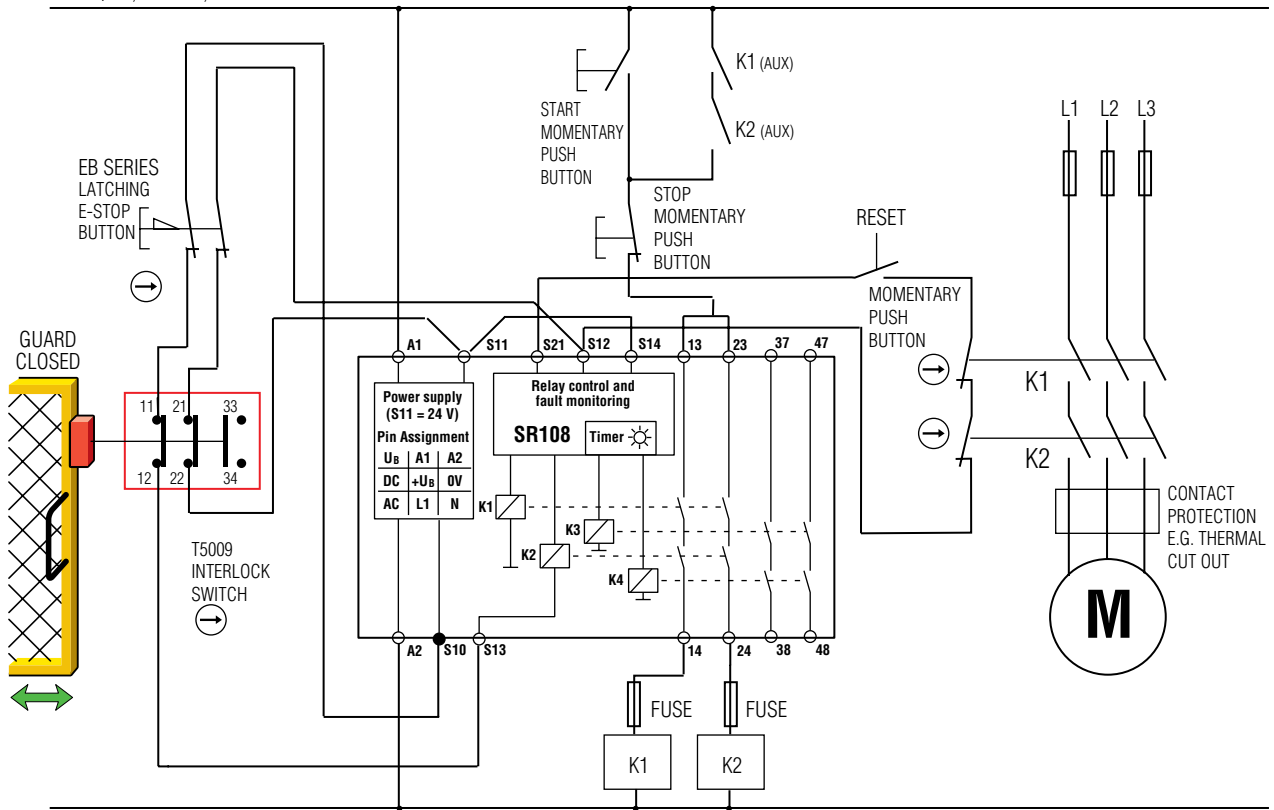 K1 (AUX)
K2 (AUX)
START
MOMENTARY
PUSH
BUTTON
L1 L2 L3
EB SERIES
LATCHING
E-STOP
BUTTON
STOP
MOMENTARY
PUSH
BUTTON
RESET
MOMENTARY
PUSH
BUTTON
GUARD
CLOSED
A1 S11 S21 S12 S14 13 23 37 47
K1
K2
11 21 33
12 22 34
Power supply
(S11 = 24 V)
Pin Assignment
UB A1 A2
DC +UB 0V
AC L1 N
Relay control and
fault monitoring
SR108 Timer
K1
K2
K3
K4
T5009
INTERLOCK
SWITCH
CONTACT
PROTECTION
E.G. THERMAL
CUT OUT
M
A2 S10 S13 14 24 38 48
FUSE FUSE
K1 K2